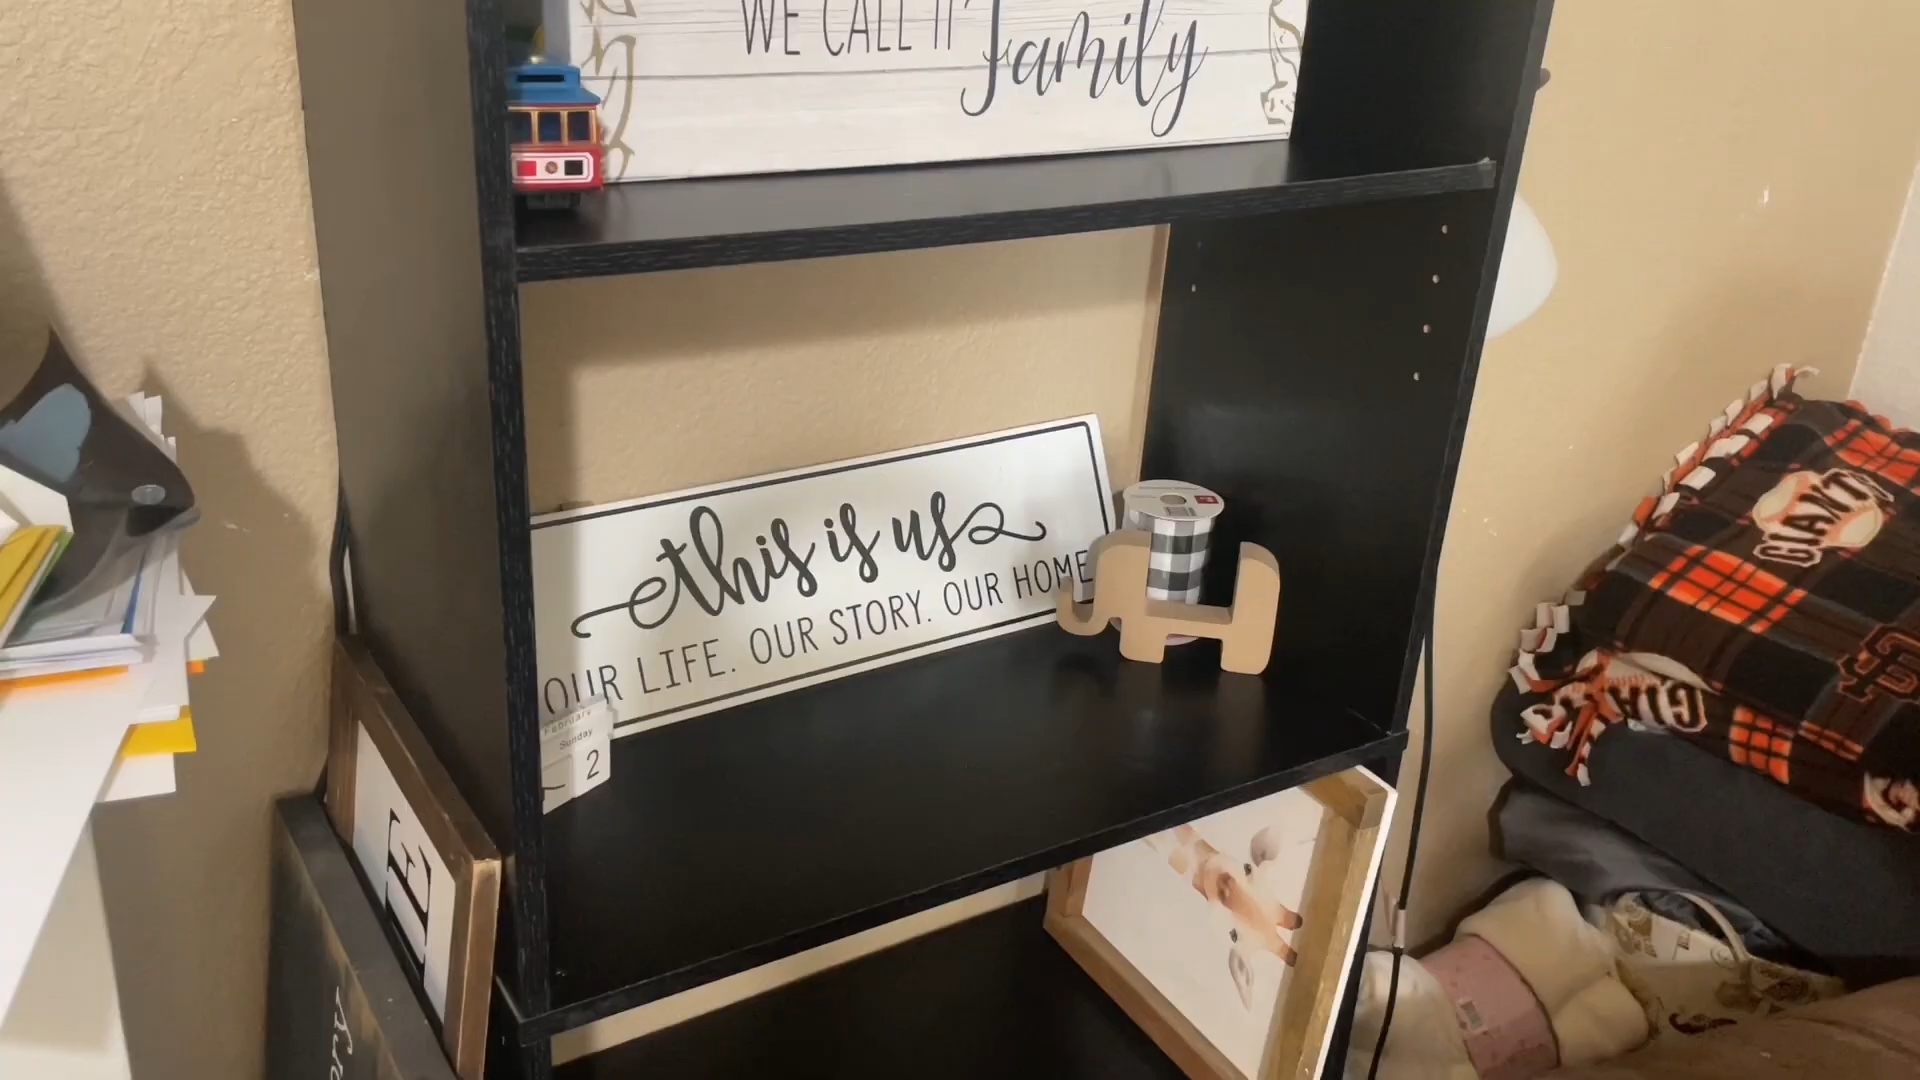 WE CALL IT Family
this is us
OUR LIFE. OUR STORY. OUR HOME
February
Sunday
2
GIANTS
SF
GIANTS